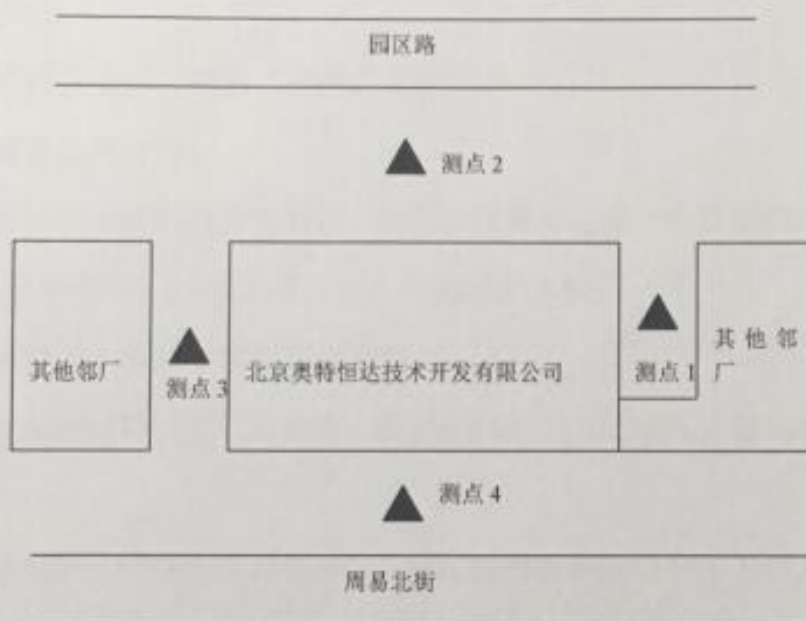 园区路
测点 2
其他邻厂
测点 3
北京奥特恒达技术开发有限公司
测点 1
其 他 邻
厂
测点 4
周易北街